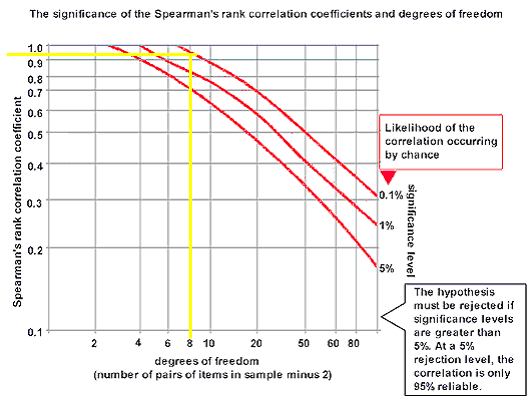 The significance of the Spearman's rank correlation coefficients and degrees of freedom
Spearman's rank correlation coefficient
1.0
0.9
0.8
0.7
0.6
0.5
0.4
0.3
0.2
0.1
2
4
6
8
10
20
40
60
80
degrees of freedom
(number of pairs of items in sample minus 2)
Likelihood of the
correlation occurring
by chance
0.1%
1%
5%
significance level
The hypothesis
must be rejected if
significance levels
are greater than
5%. At a 5%
rejection level, the
correlation is only
95% reliable.